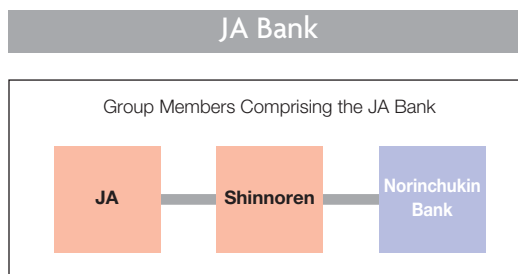 JA Bank
Group Members Comprising the JA Bank
JA
Shinnoren
Norinchukin
Bank